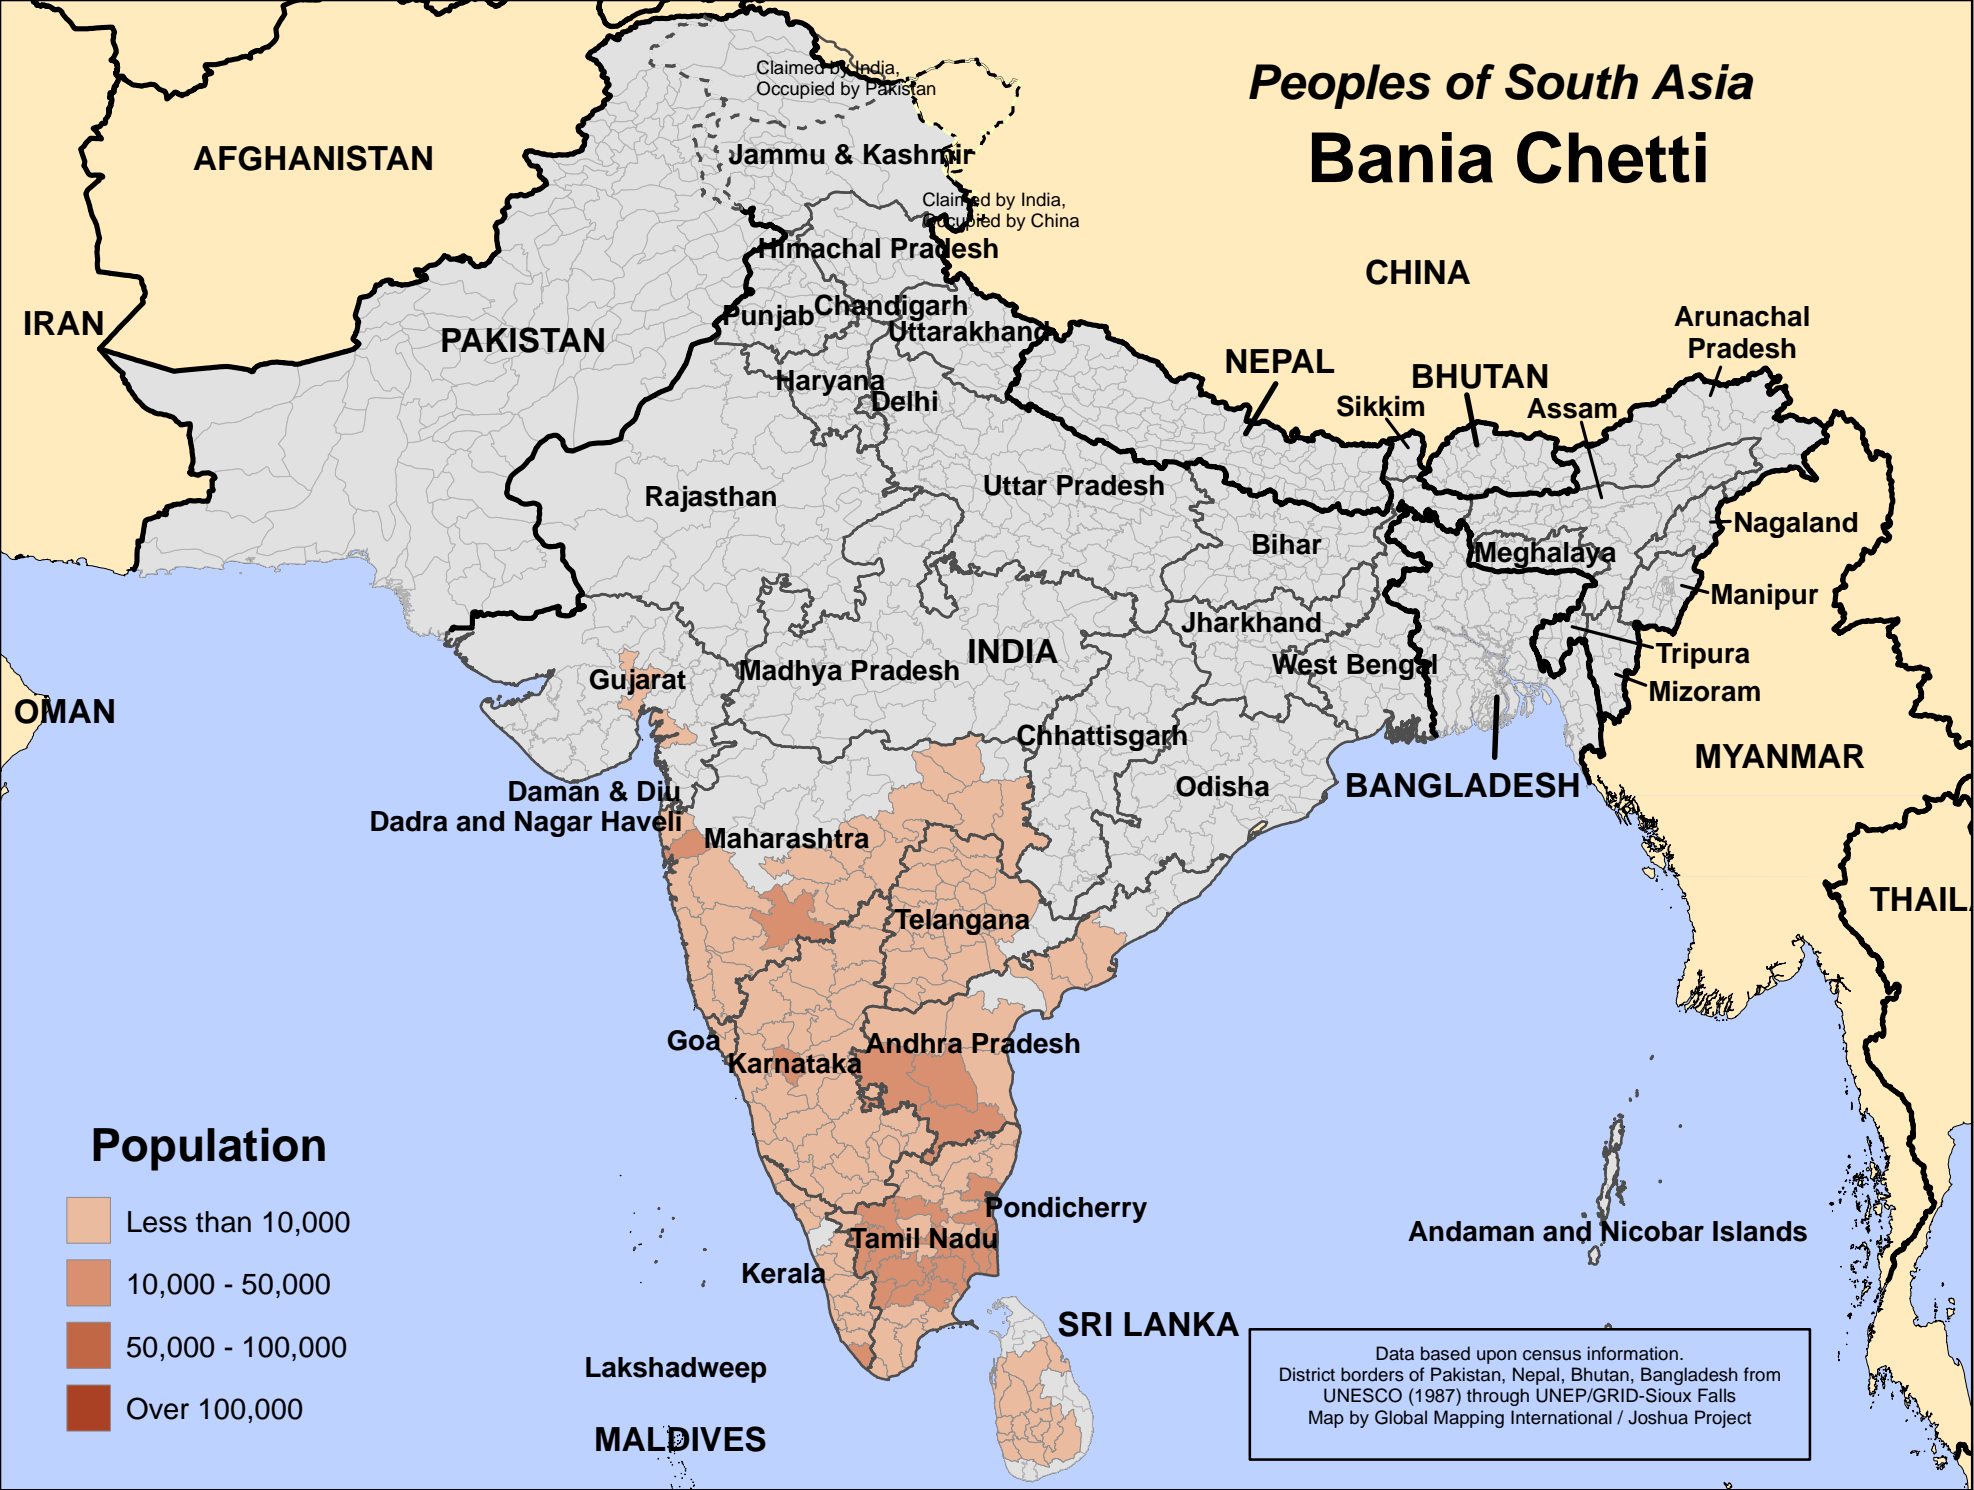 Peoples of South Asia
Bania Chetti
Claimed by India,
Occupied by Pakistan
AFGHANISTAN
Jammu & Kashmir
Claimed by India,
Occupied by China
Himachal Pradesh
CHINA
IRAN
PAKISTAN
Punjab
Chandigarh
Uttarakhand
Arunachal
Pradesh
NEPAL
BHUTAN
Haryana
Delhi
Sikkim
Assam
Rajasthan
Uttar Pradesh
Nagaland
Bihar
Meghalaya
Manipur
Jharkhand
INDIA
Tripura
West Bengal
Madhya Pradesh
Gujarat
Mizoram
OMAN
Chhattisgarh
MYANMAR
Odisha
BANGLADESH
Daman & Diu
Dadra and Nagar Haveli
Maharashtra
THAIL
Telangana
Goa
Karnataka
Andhra Pradesh
Pondicherry
Tamil Nadu
Andaman and Nicobar Islands
Kerala
SRI LANKA
Lakshadweep
MALDIVES
Population
Less than 10,000
10,000 - 50,000
50,000 - 100,000
Over 100,000
Data based upon census information.
District borders of Pakistan, Nepal, Bhutan, Bangladesh from
UNESCO (1987) through UNEP/GRID-Sioux Falls
Map by Global Mapping International / Joshua Project